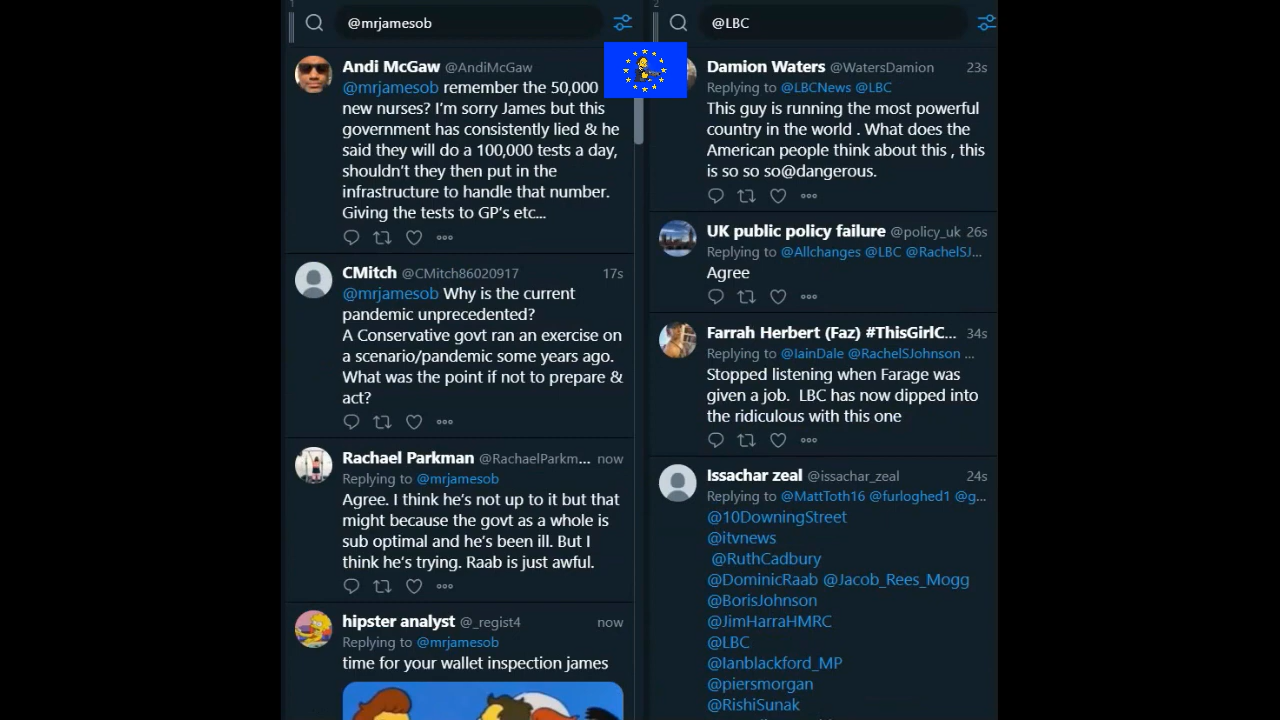 1
@mrjamesob
Andi McGaw @AndiMcGaw
@mrjamesob remember the 50,000
new nurses? I'm sorry James but this
government has consistently lied & he
said they will do a 100,000 tests a day,
shouldn't they then put in the
infrastructure to handle that number.
Giving the tests to GP's etc...
CMitch @CMitch86020917 17s
@mrjamesob Why is the current
pandemic unprecedented?
A Conservative govt ran an exercise on
a scenario/pandemic some years ago.
What was the point if not to prepare &
act?
Rachael Parkman @RachaelParkm... now
Replying to @mrjamesob
Agree. I think he's not up to it but that
might because the govt as a whole is
sub optimal and he's been ill. But I
think he's trying. Raab is just awful.
hipster analyst @_regist4 now
Replying to @mrjamesob
time for your wallet inspection james
2
@LBC
Damion Waters @WatersDamion 23s
Replying to @LBCNews @LBC
This guy is running the most powerful
country in the world . What does the
American people think about this , this
is so so so@dangerous.
UK public policy failure @policy_uk 26s
Replying to @Allchanges @LBC @RachelSJ...
Agree
Farrah Herbert (Faz) #ThisGirlC... 34s
Replying to @IainDale @RachelSJohnson ...
Stopped listening when Farage was
given a job.  LBC has now dipped into
the ridiculous with this one
Issachar zeal @issachar_zeal 24s
Replying to @MattToth16 @furloghed1 @g...
@10DowningStreet
@itvnews
@RuthCadbury
@DominicRaab @Jacob_Rees_Mogg
@BorisJohnson
@JimHarraHMRC
@LBC
@Ianblackford_MP
@piersmorgan
@RishiSunak